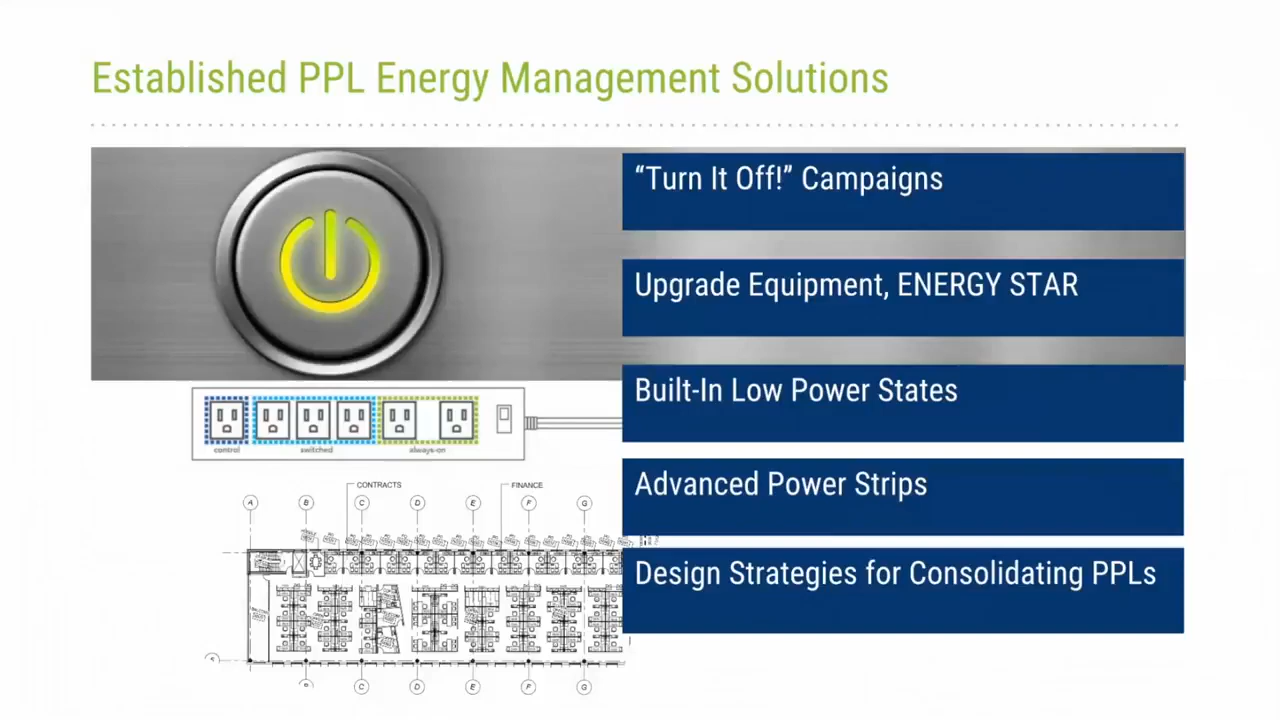 Established PPL Energy Management Solutions
“Turn It Off!” Campaigns
Upgrade Equipment, ENERGY STAR
Built-In Low Power States
control switched always-on
Advanced Power Strips
CONTRACTS FINANCE
A B C D E F G
Design Strategies for Consolidating PPLs
C D E F G